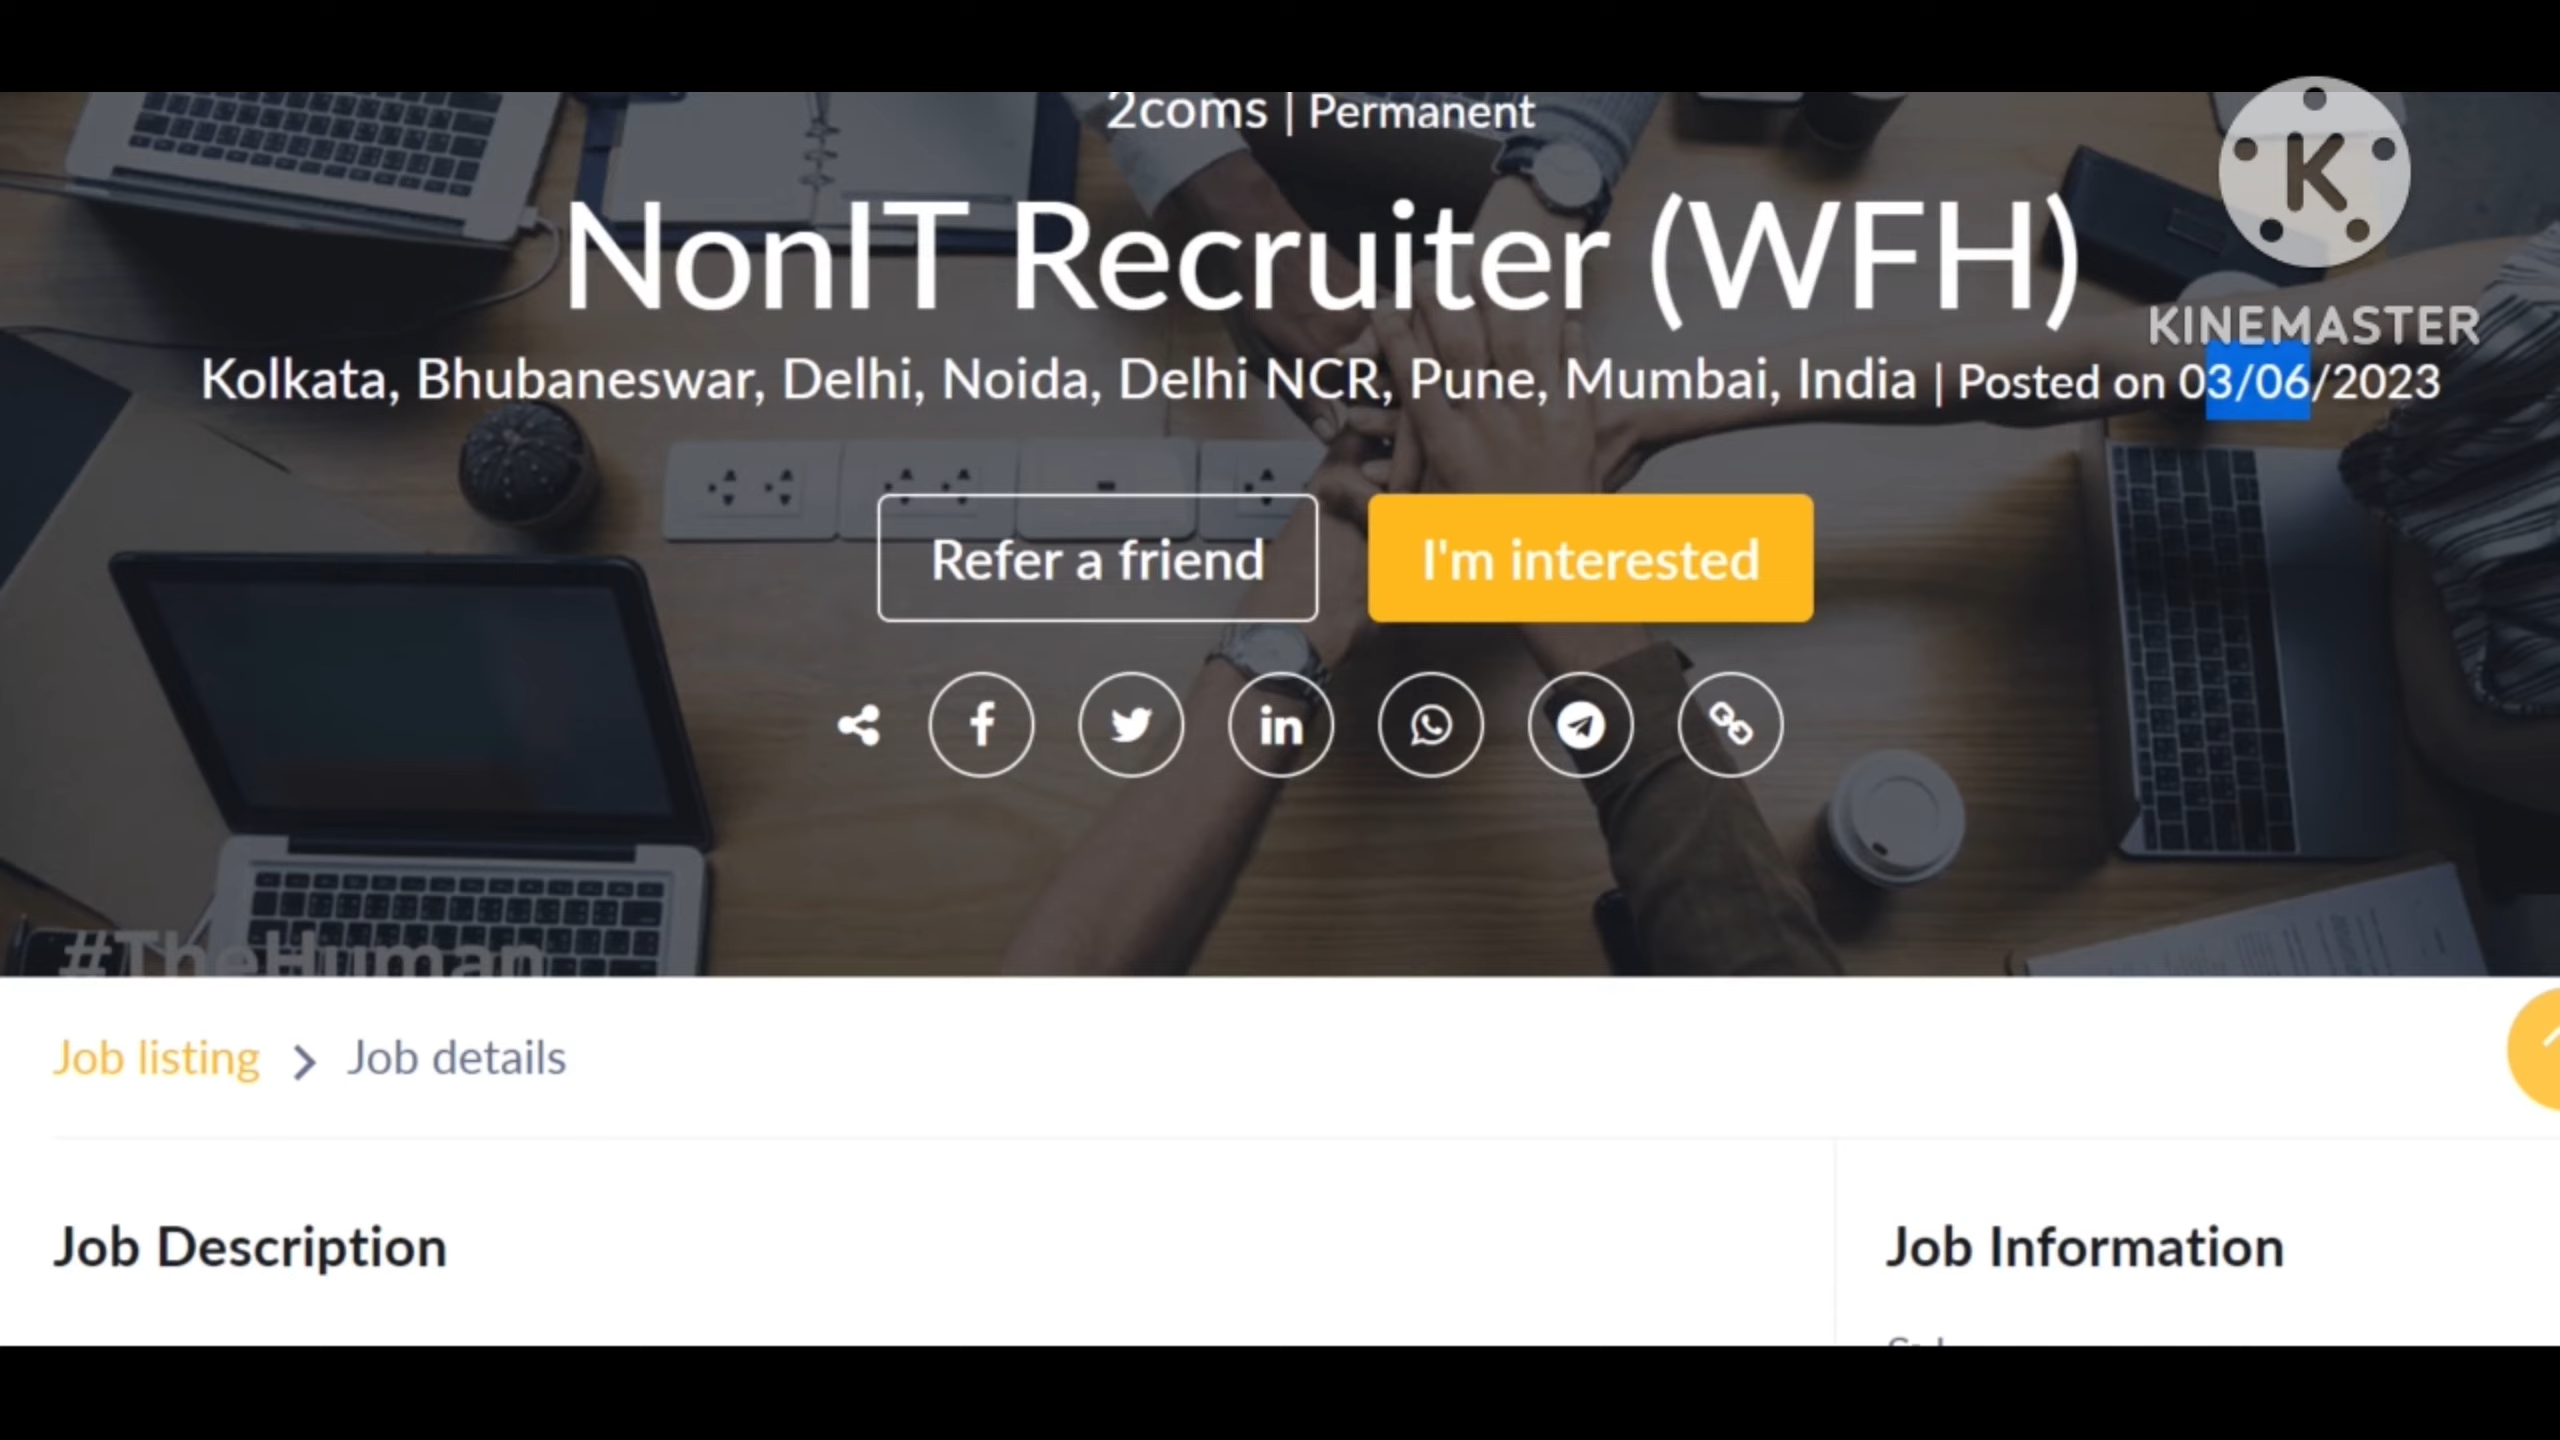 2coms | Permanent
K
NonIT Recruiter (WFH)
KINEMASTER
Kolkata, Bhubaneswar, Delhi, Noida, Delhi NCR, Pune, Mumbai, India | Posted on 03/06/2023
Refer a friend
I'm interested
#TheHuman
Job listing > Job details
Job Description
Job Information